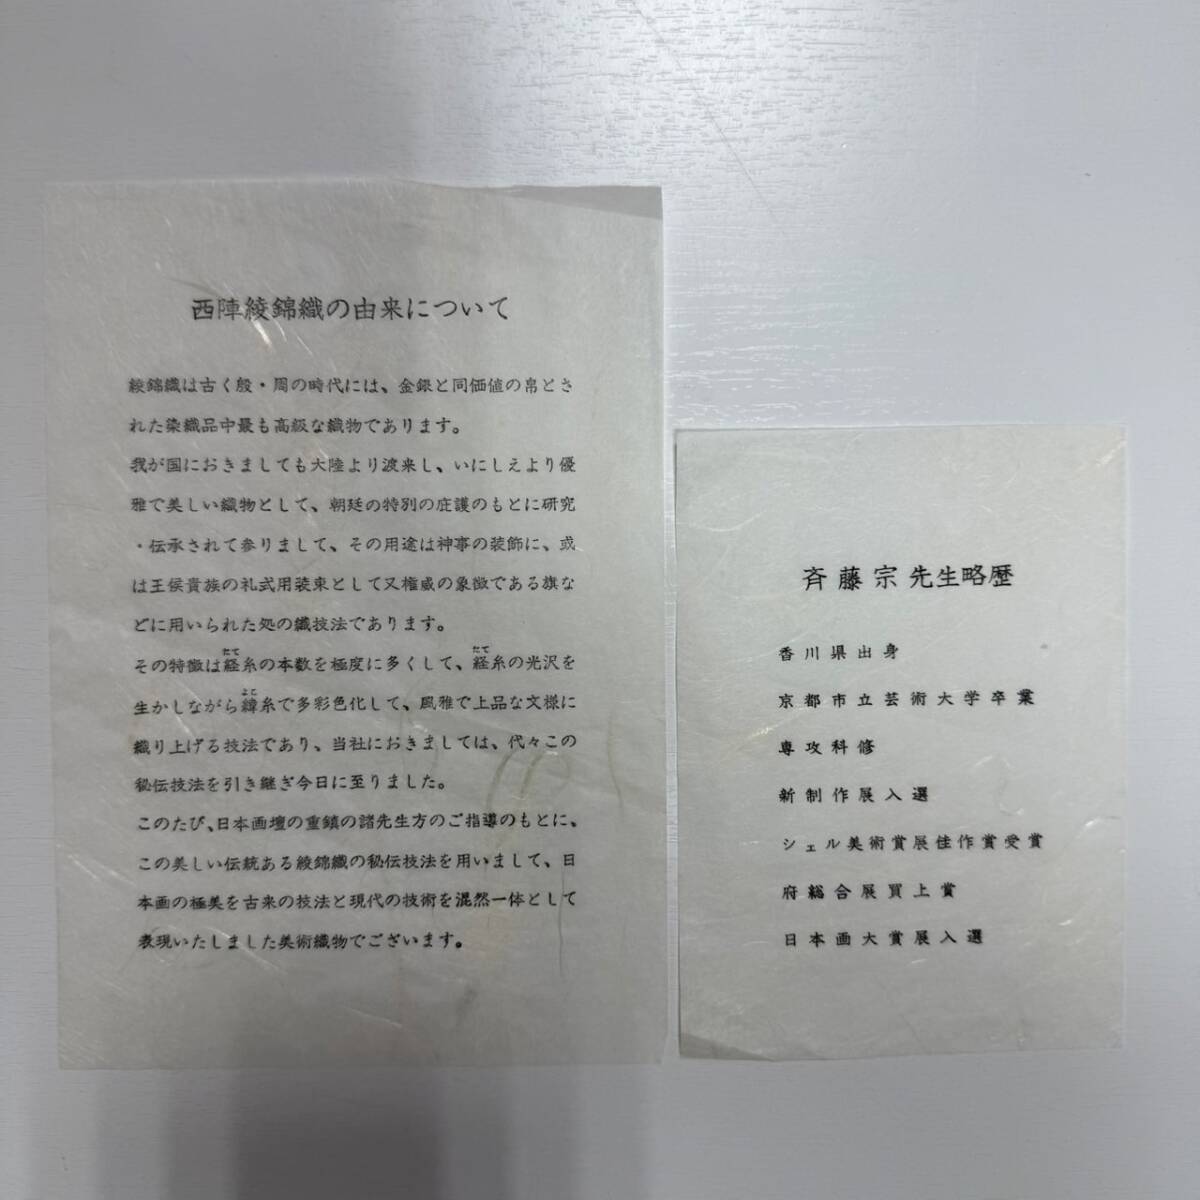 西陣綾錦織の由来について
綾錦織は古く殷・周の時代には、金銀と同価値の帛とさ
れた染織品中最も高級な織物であります。
我が国におきましても大陸より渡来し、いにしえより優
雅で美しい織物として、朝廷の特別の庇護のもとに研究
・伝承されて参りまして、その用途は神事の装飾に、或
は王侯貴族の礼式用装束として又権威の象徴である旗な
どに用いられた処の織技法であります。
その特徴は経糸の本数を極度に多くして、経糸の光沢を
生かしながら緯糸で多彩色化して、風雅で上品な文様に
織り上げる技法であり、当社におきましては、代々この
秘伝技法を引き継ぎ今日に至りました。
このたび、日本画壇の重鎮の諸先生方のご指導のもとに、
この美しい伝統ある綾錦織の秘伝技法を用いまして、日
本画の極美を古来の技法と現代の技術を混然一体として
表現いたしました美術織物でございます。
斉藤宗先生略歴
香川県出身
京都市立芸術大学卒業
専攻科修
新制作展入選
シェル美術賞展佳作賞受賞
府総合展買上賞
日本画大賞展入選